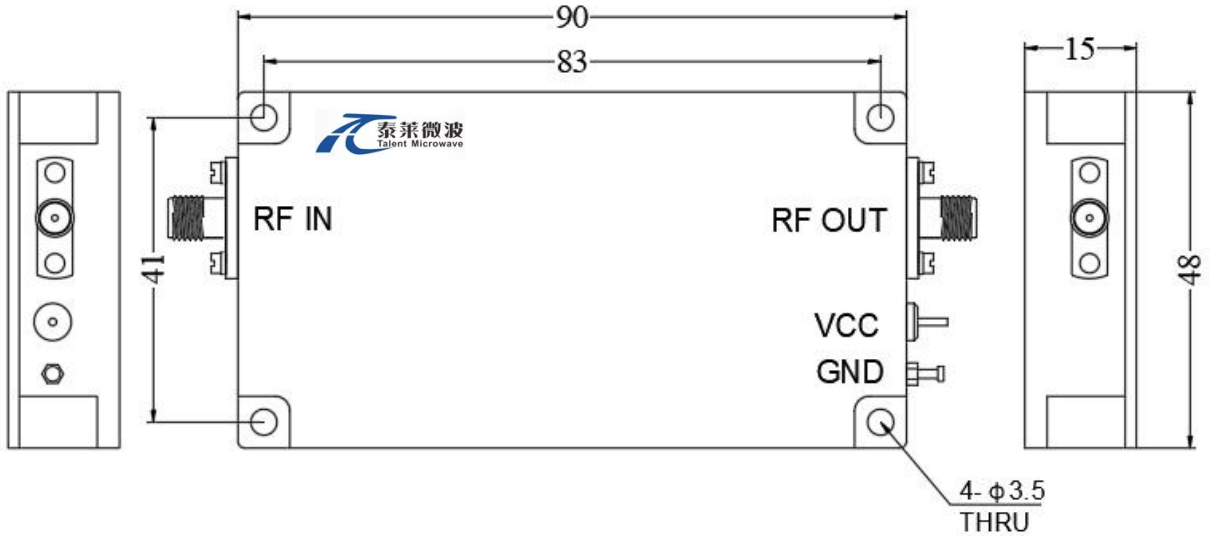 90
83
15
泰莱微波
Talent Microwave
RF IN
RF OUT
41
48
VCC
GND
4- ϕ3.5
THRU